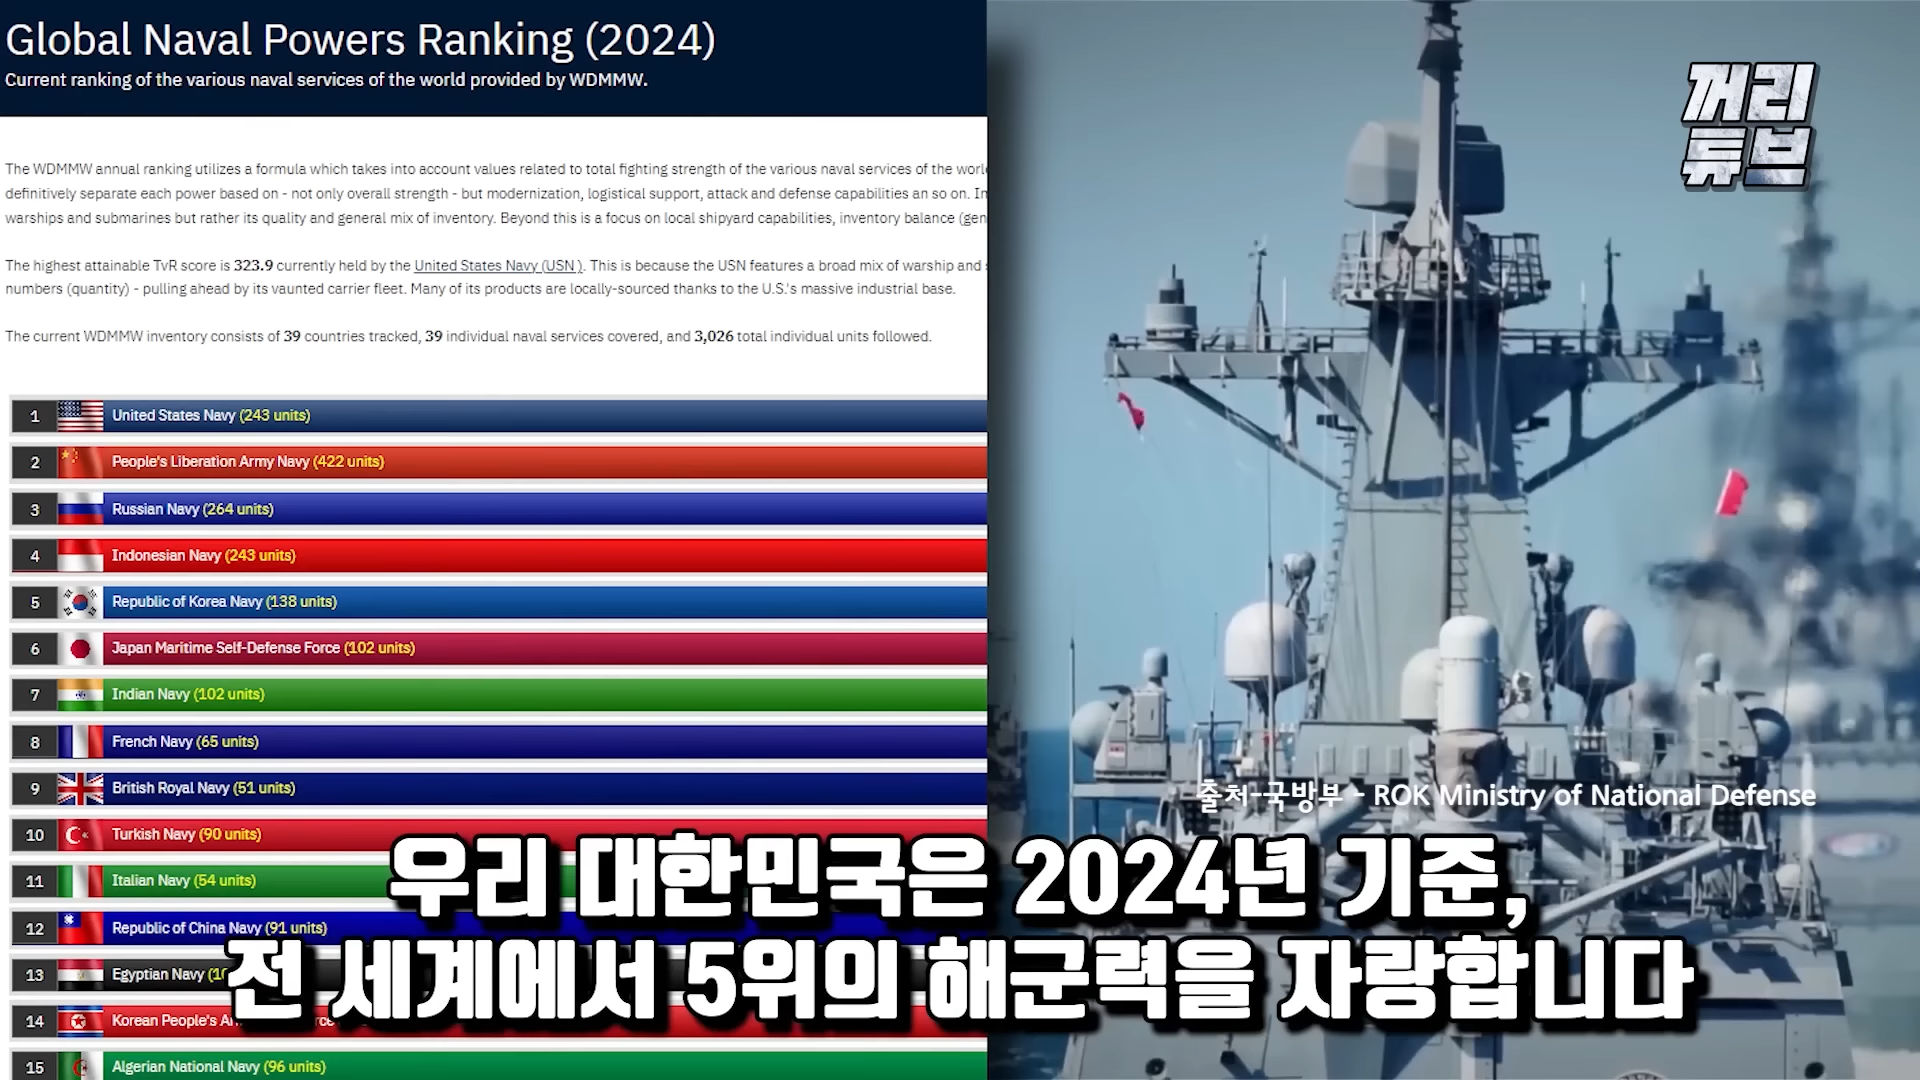 Global Naval Powers Ranking (2024)
Current ranking of the various naval services of the world provided by WDMMW.
The WDMMW annual ranking utilizes a formula which takes into account values related to total fighting strength of the various naval services of the
definitively separate each power based on - not only overall strength - but modernization, logistical support, attack and defense capabilities an so on.
warships and submarines but rather its quality and general mix of inventory. Beyond this is a focus on local shipyard capabilities, inventory balance
The highest attainable TvR score is 323.9 currently held by the United States Navy (USN ). This is because the USN features a broad mix of warship and
numbers (quantity) - pulling ahead by its vaunted carrier fleet. Many of its products are locally-sourced thanks to the U.S.'s massive industrial base.
The current WDMMW inventory consists of 39 countries tracked, 39 individual naval services covered, and 3,026 total individual units followed.
1 United States Navy (243 units)
2 People's Liberation Army Navy (422 units)
3 Russian Navy (264 units)
4 Indonesian Navy (243 units)
5 Republic of Korea Navy (138 units)
6 Japan Maritime Self-Defense Force (102 units)
7 Indian Navy (102 units)
8 French Navy (65 units)
9 British Royal Navy (51 units)
10 Turkish Navy (90 units)
11 Italian Navy (54 units)
12 Republic of China Navy (91 units)
13 Egyptian Navy
14 Korean People's
15 Algerian National Navy (96 units)
꺼리
튜브
출처-국방부 - ROK Ministry of National Defense
우리 대한민국은 2024년 기준,
전 세계에서 5위의 해군력을 자랑합니다